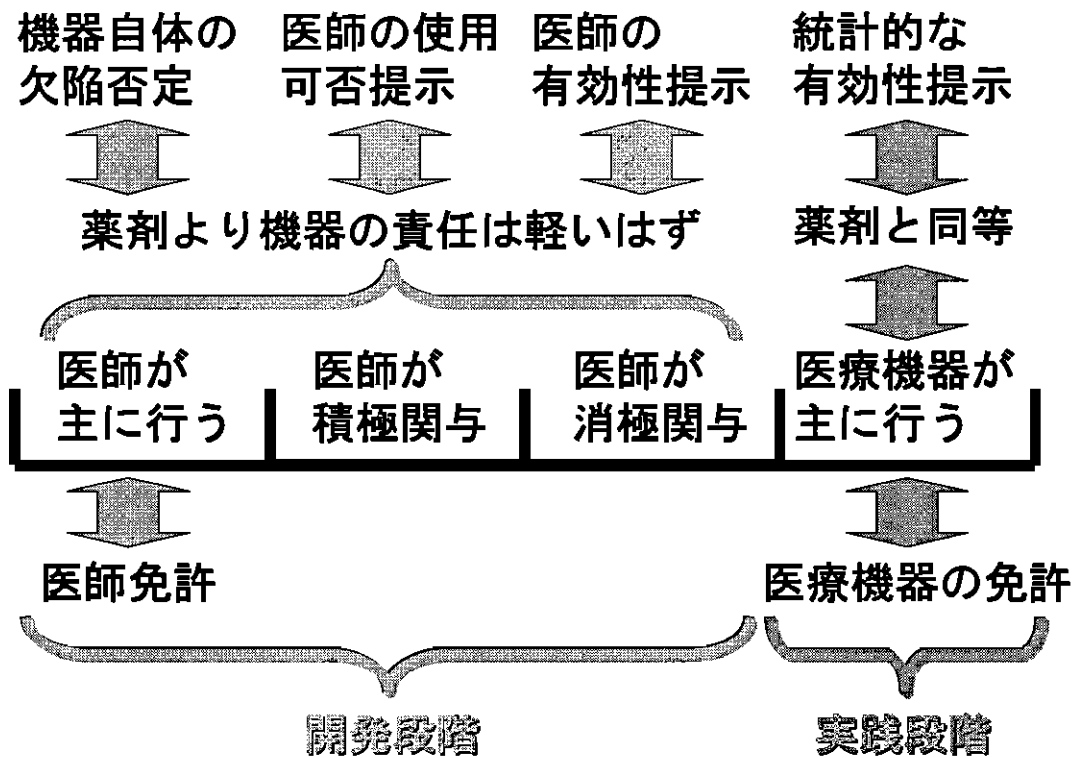 機器自体の
欠陥否定
医師の使用
可否提示
医師の
有効性提示
統計的な
有効性提示
薬剤より機器の責任は軽いはず
薬剤と同等
医師が
主に行う
医師が
積極関与
医師が
消極関与
医療機器が
主に行う
医師免許
医療機器の免許
開発段階
実践段階